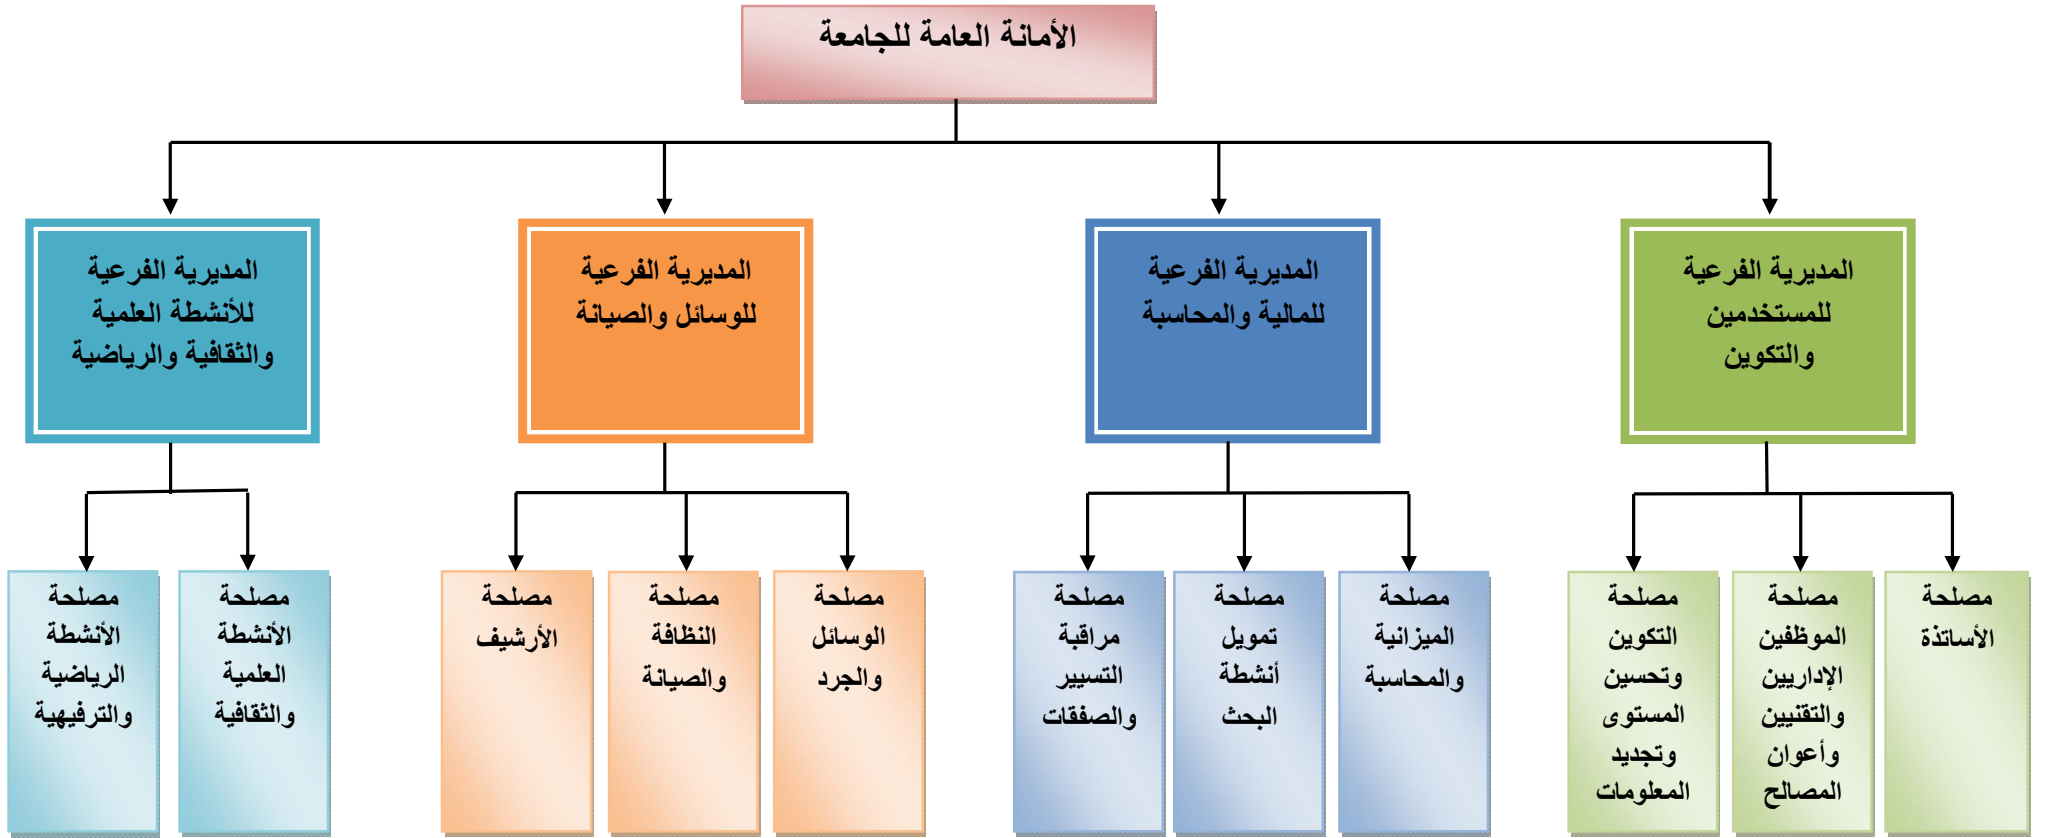 الأمانة العامة للجامعة
المديرية الفرعية
للمستخدمين
والتكوين
المديرية الفرعية
للمالية والمحاسبة
المديرية الفرعية
للوسائل والصيانة
المديرية الفرعية
للأنشطة العلمية
والثقافية والرياضية
مصلحة
الأساتذة
مصلحة
الموظفين
الإداريين
والتقنيين
وأعوان
المصالح
مصلحة
التكوين
وتحسين
المستوى
وتجديد
المعلومات
مصلحة
الميزانية
والمحاسبة
مصلحة
تمويل
أنشطة
البحث
مصلحة
مراقبة
التسيير
والصفقات
مصلحة
الوسائل
والجرد
مصلحة
النظافة
والصيانة
مصلحة
الأرشيف
مصلحة
الأنشطة
العلمية
والثقافية
مصلحة
الأنشطة
الرياضية
والترفيهية